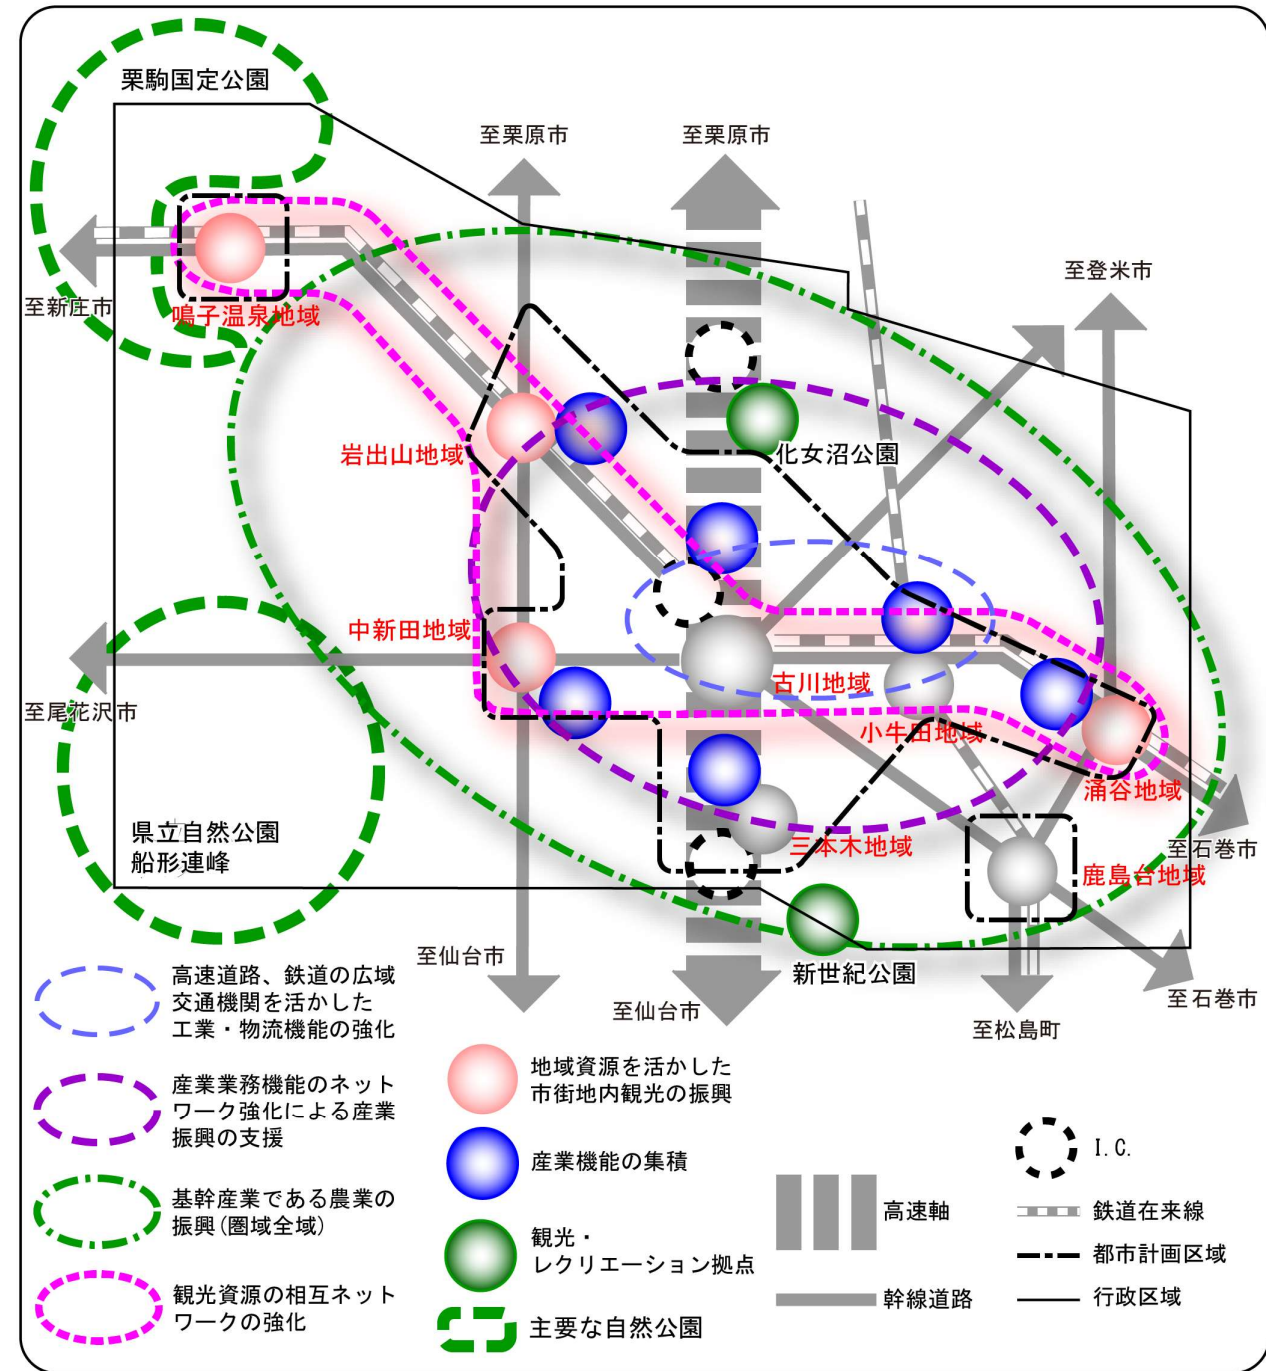 栗駒国定公園
至栗原市
至栗原市
至登米市
至新庄市
鳴子温泉地域
岩出山地域
化女沼公園
中新田地域
古川地域
至尾花沢市
小牛田地域
涌谷地域
県立自然公園
船形連峰
三本木地域
至石巻市
鹿島台地域
至仙台市
新世紀公園
至仙台市
至松島町
至石巻市
高速道路、鉄道の広域
交通機関を活かした
工業・物流機能の強化
産業業務機能のネット
ワーク強化による産業
振興の支援
基幹産業である農業の
振興(圏域全域)
観光資源の相互ネット
ワークの強化
地域資源を活かした
市街地内観光の振興
産業機能の集積
観光・
レクリエーション拠点
主要な自然公園
高速軸
幹線道路
I.C.
鉄道在来線
都市計画区域
行政区域